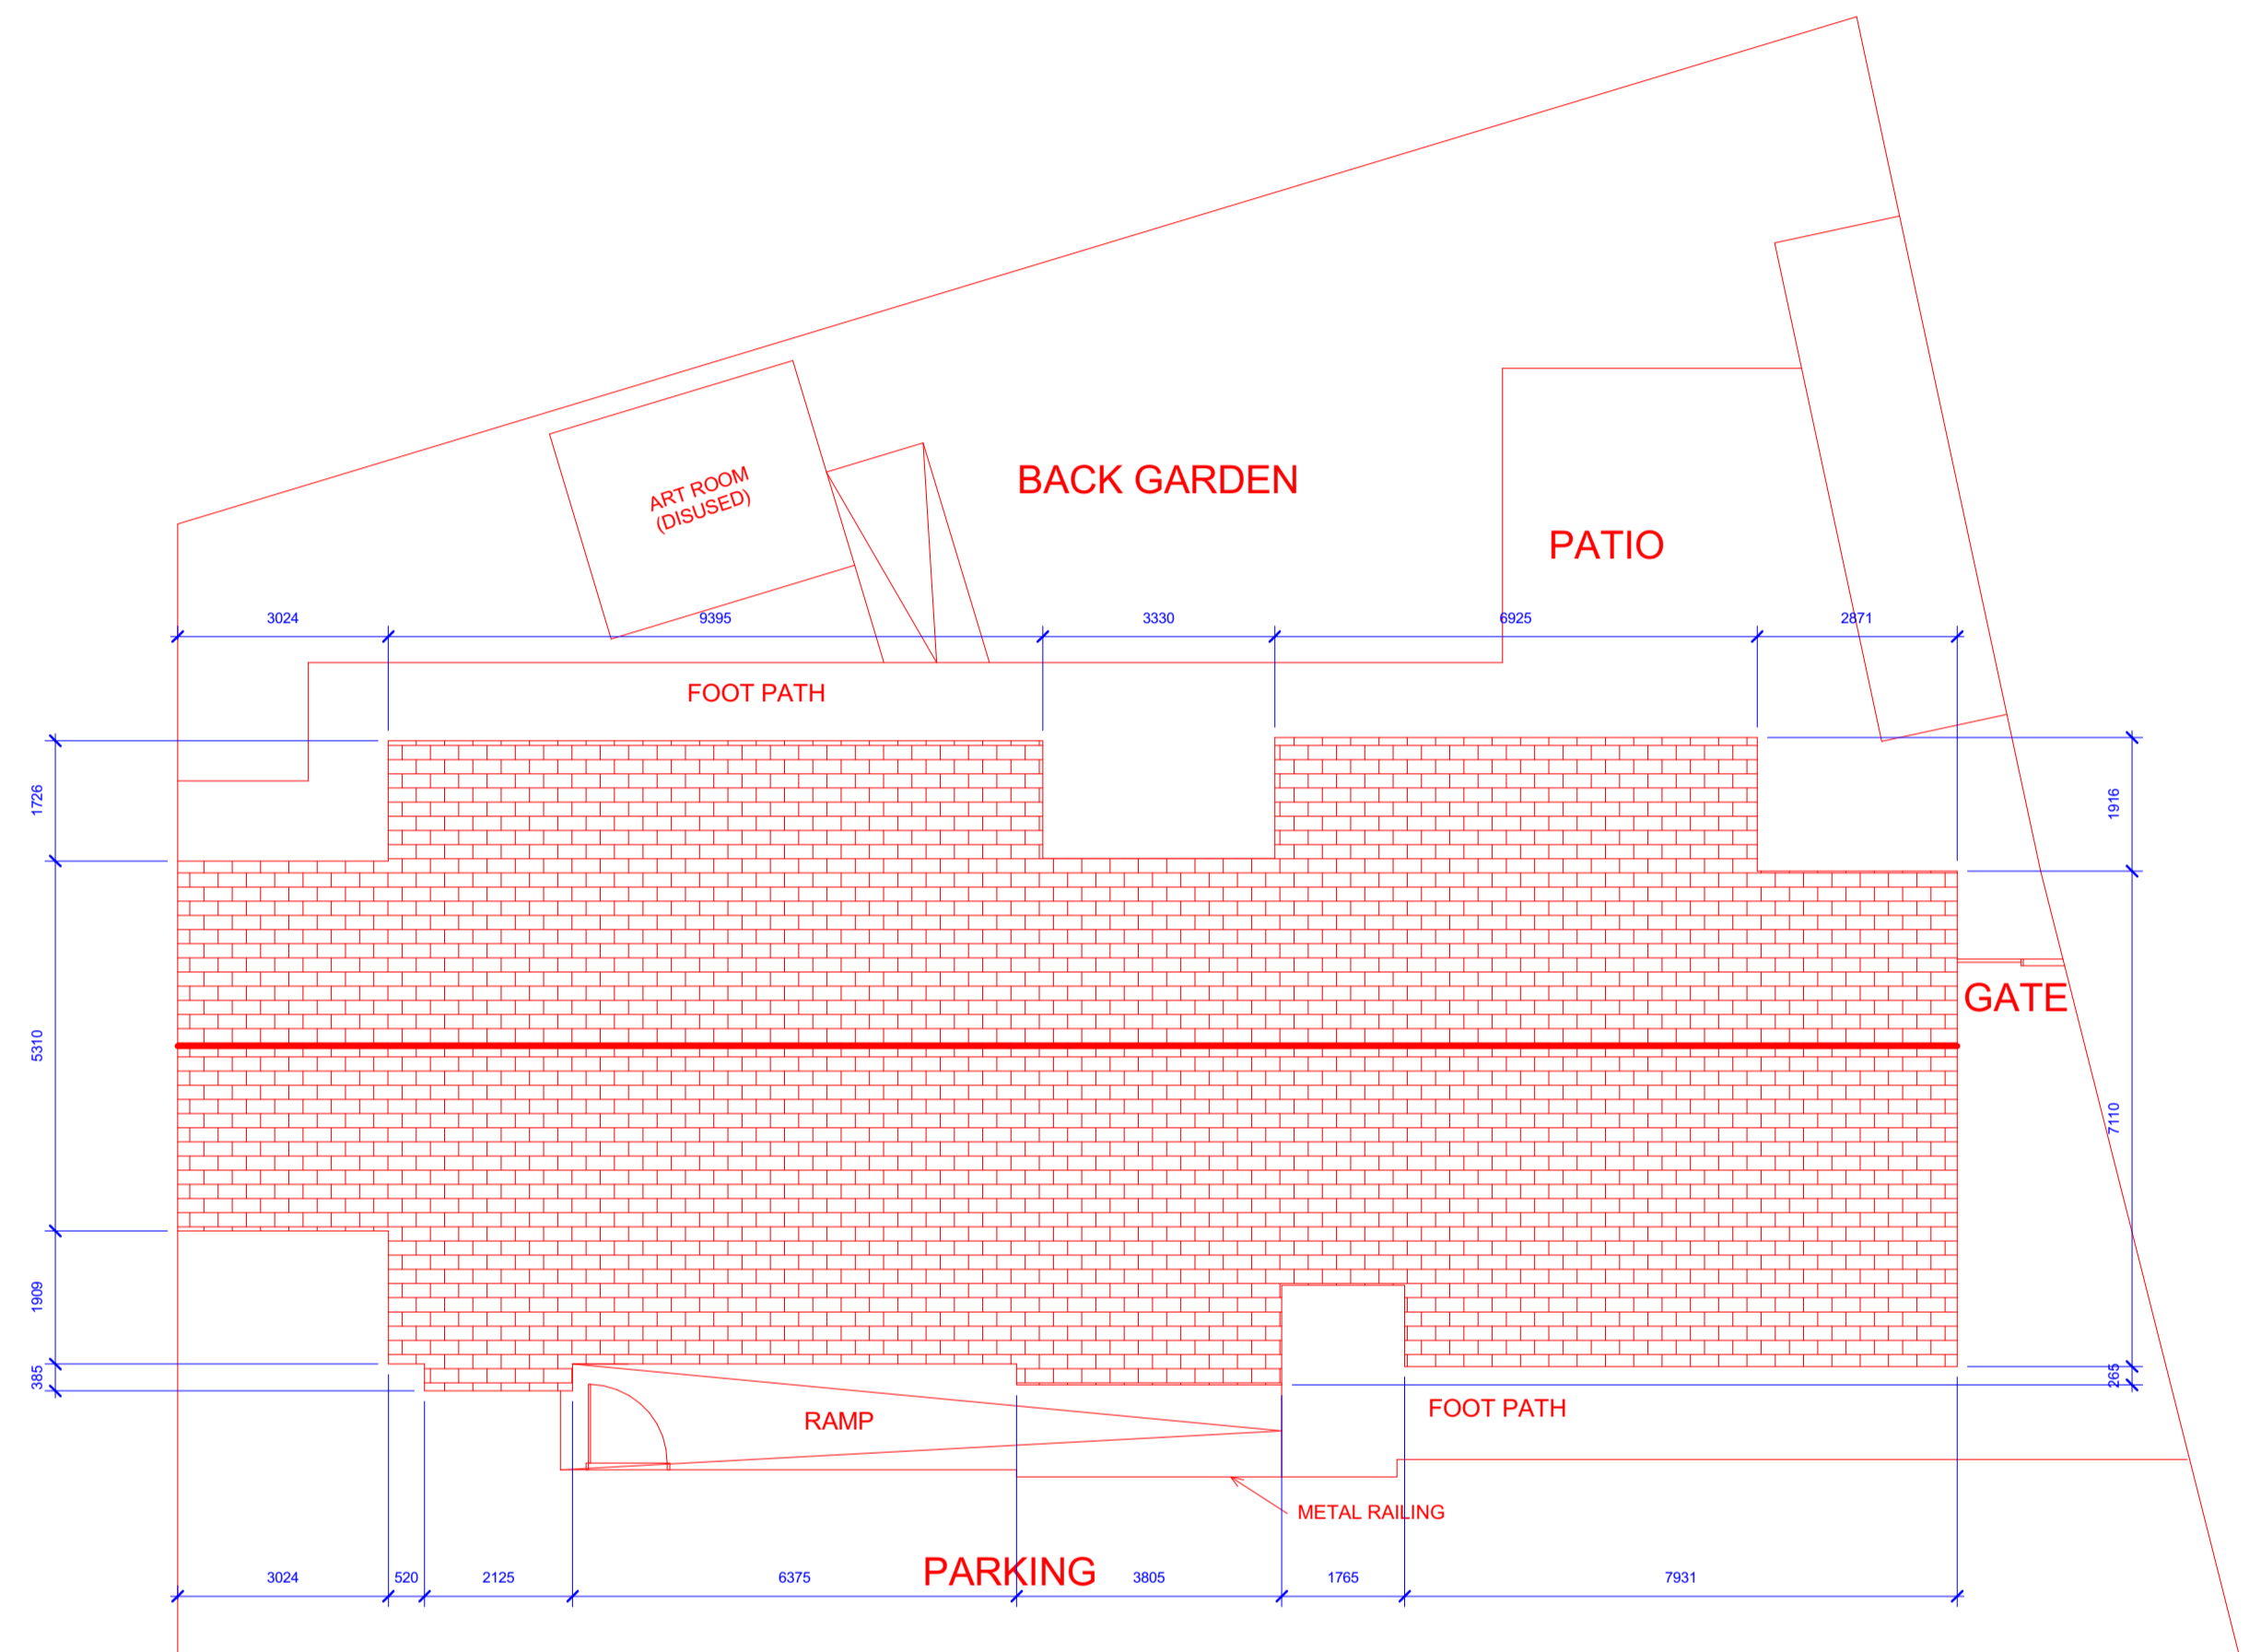 ART ROOM
(DISUSED)
BACK GARDEN
PATIO
3024
9395
3330
6925
2871
FOOT PATH
1726
1916
GATE
5310
7110
1909
385
265
RAMP
FOOT PATH
METAL RAILING
PARKING
3024
520
2125
6375
3805
1765
7931